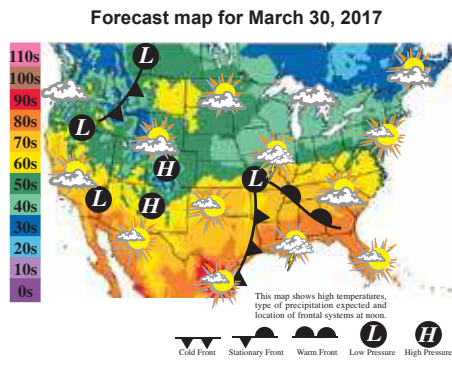 Forecast map for March 30, 2017
110s
100s
90s
80s
70s
60s
50s
40s
30s
20s
10s
0s
L
L
H
L
H
L
This map shows high temperatures,
type of precipitation expected and
location of frontal systems at noon.
L
H
Cold Front Stationary Front Warm Front Low Pressure High Pressure